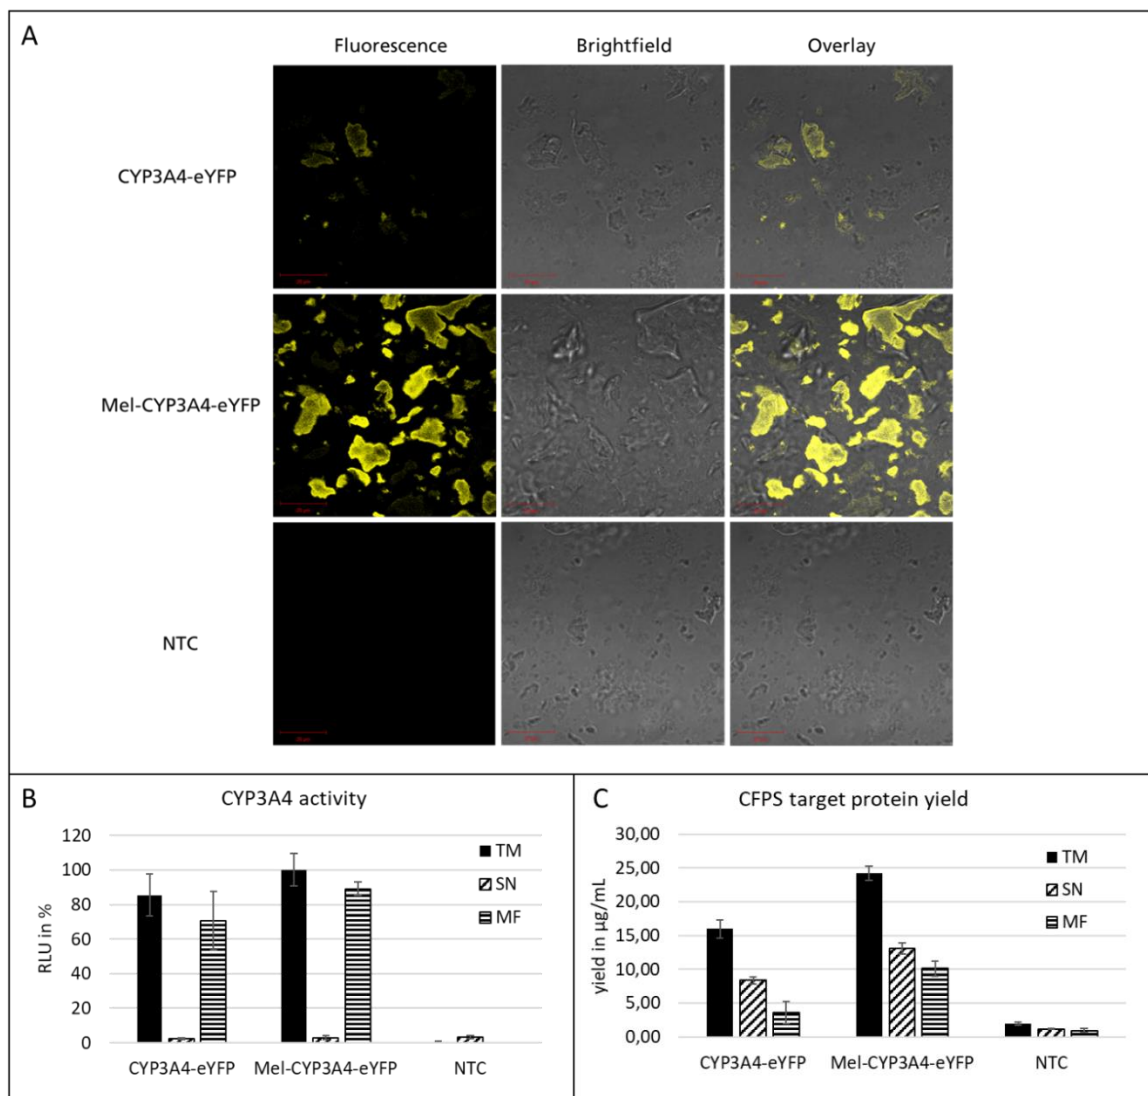 A
Fluorescence Brightfield Overlay
CYP3A4-eYFP
Mel-CYP3A4-eYFP
NTC
B
CYP3A4 activity
120
100
80
60
40
20
0
RLU in %
TM
SN
MF
CYP3A4-eYFP Mel-CYP3A4-eYFP NTC
C
CFPS target protein yield
30,00
25,00
20,00
15,00
10,00
5,00
0,00
yield in µg/mL
TM
SN
MF
CYP3A4-eYFP Mel-CYP3A4-eYFP NTC